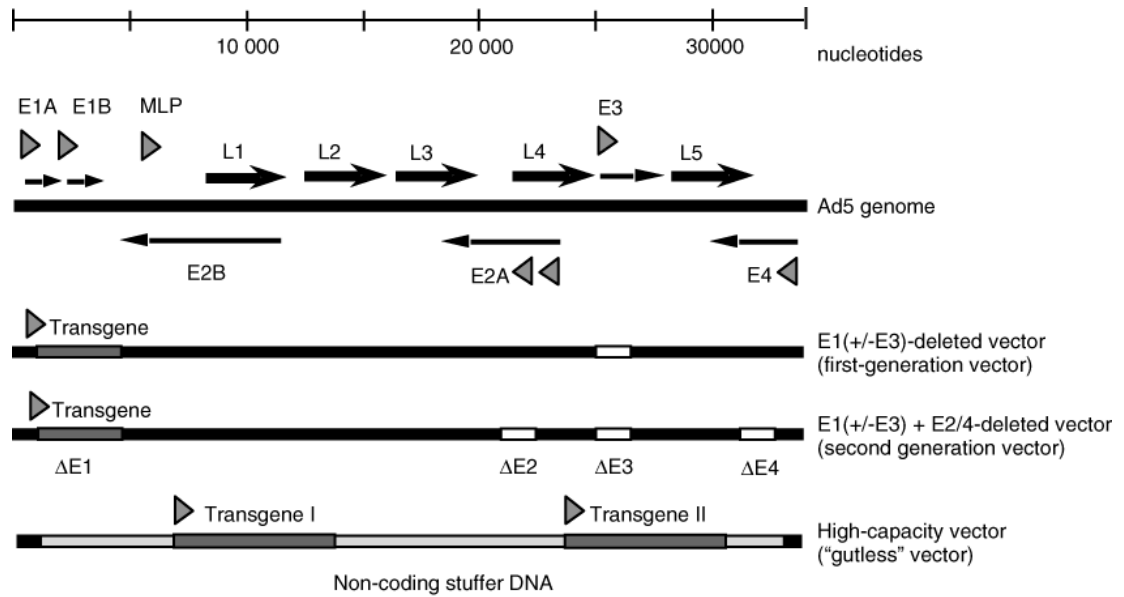 10 000
20 000
30000
nucleotides
E1A
E1B
MLP
E3
L1
L2
L3
L4
L5
Ad5 genome
E2B
E2A
E4
Transgene
E1(+/-E3)-deleted vector
(first-generation vector)
Transgene
E1(+/-E3) + E2/4-deleted vector
(second generation vector)
ΔE1
ΔE2
ΔE3
ΔE4
Transgene I
Transgene II
High-capacity vector
(“gutless” vector)
Non-coding stuffer DNA